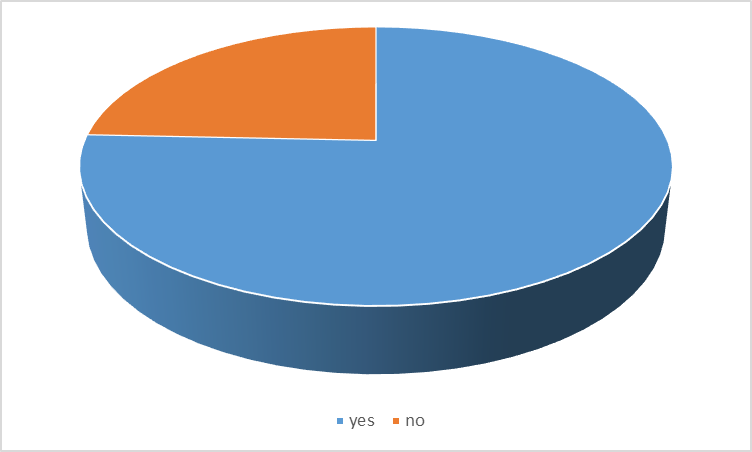 yes no